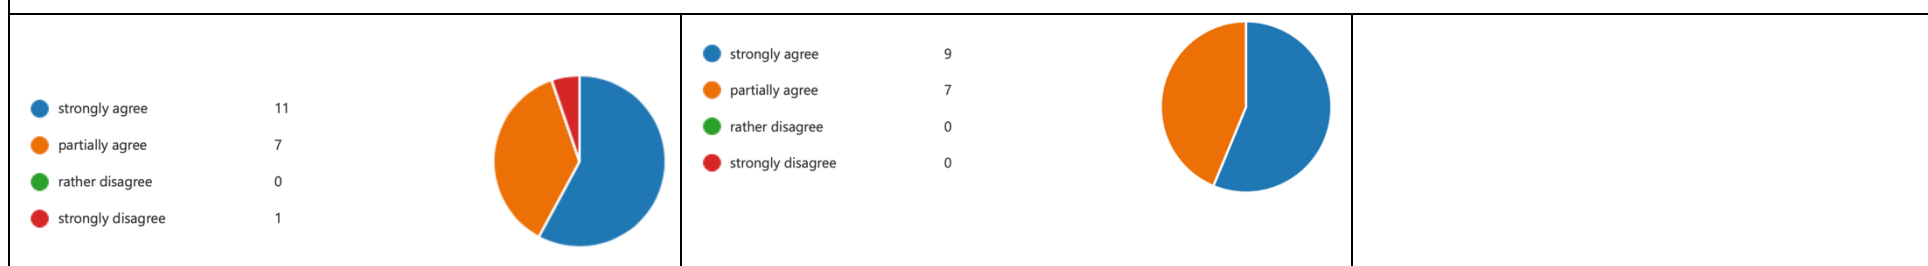 strongly agree 11
partially agree 7
rather disagree 0
strongly disagree 1
strongly agree 9
partially agree 7
rather disagree 0
strongly disagree 0